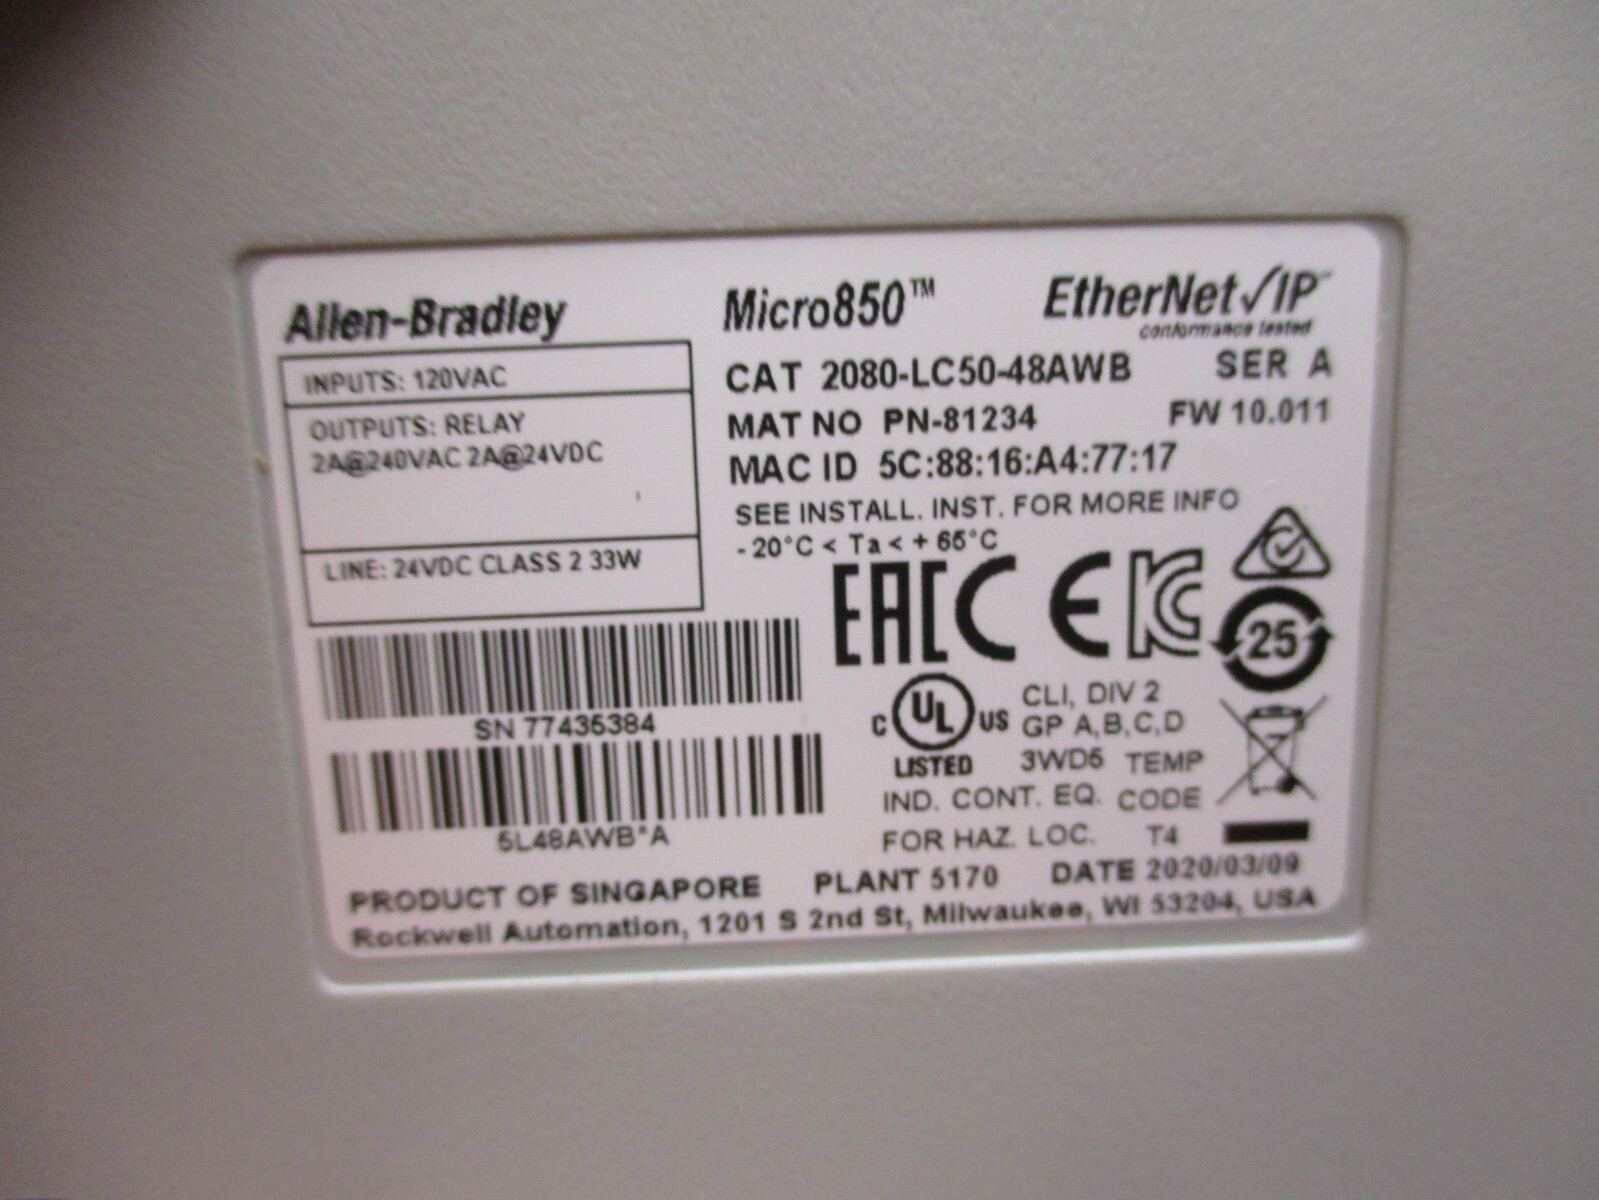 Allen-Bradley
Micro850™
EtherNet/IP™
conformance tested
INPUTS: 120VAC
OUTPUTS: RELAY
2A@240VAC 2A@24VDC
LINE: 24VDC CLASS 2 33W
CAT 2080-LC50-48AWB SER A
MAT NO PN-81234 FW 10.011
MAC ID 5C:88:16:A4:77:17
SEE INSTALL. INST. FOR MORE INFO
- 20°C < Ta < + 65°C
EAC CE KC
25
SN 77435384
5L48AWB*A
C UL US
LISTED
CLI, DIV 2
GP A,B,C,D
3WD5 TEMP
IND. CONT. EQ. CODE
FOR HAZ. LOC. T4
PRODUCT OF SINGAPORE PLANT 5170 DATE 2020/03/09
Rockwell Automation, 1201 S 2nd St, Milwaukee, WI 53204, USA